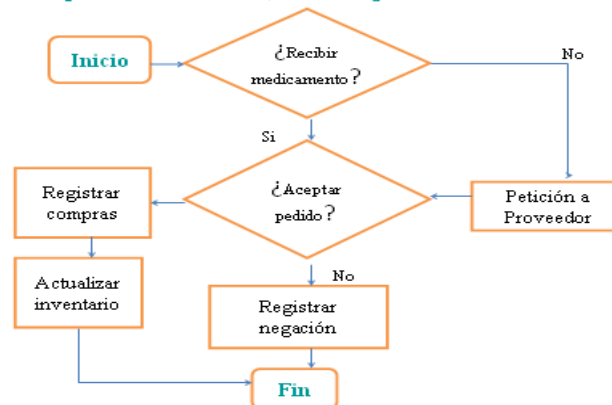 Inicio
¿Recibir
medicamento?
No
Si
¿Aceptar
pedido?
Registrar
compras
Petición a
Proveedor
Actualizar
inventario
No
Registrar
negación
Fin